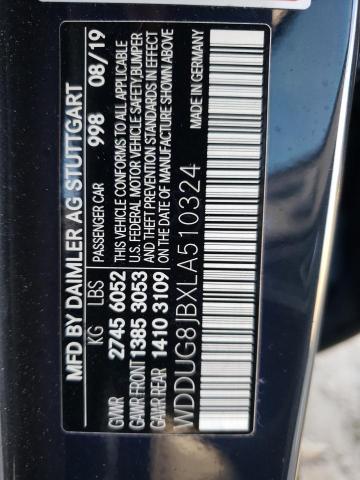 MFD BY DAIMLER AG STUTTGART
KG LBS PASSENGER CAR 998 08/19
GVWR 2745 6052 THIS VEHICLE CONFORMS TO ALL APPLICABLE
GAWR FRONT 1385 3053 U.S. FEDERAL MOTOR VEHICLE SAFETY, BUMPER
GAWR REAR 1410 3109 AND THEFT PREVENTION STANDARDS IN EFFECT
ON THE DATE OF MANUFACTURE SHOWN ABOVE
WDDUG8JBXLA510324 MADE IN GERMANY